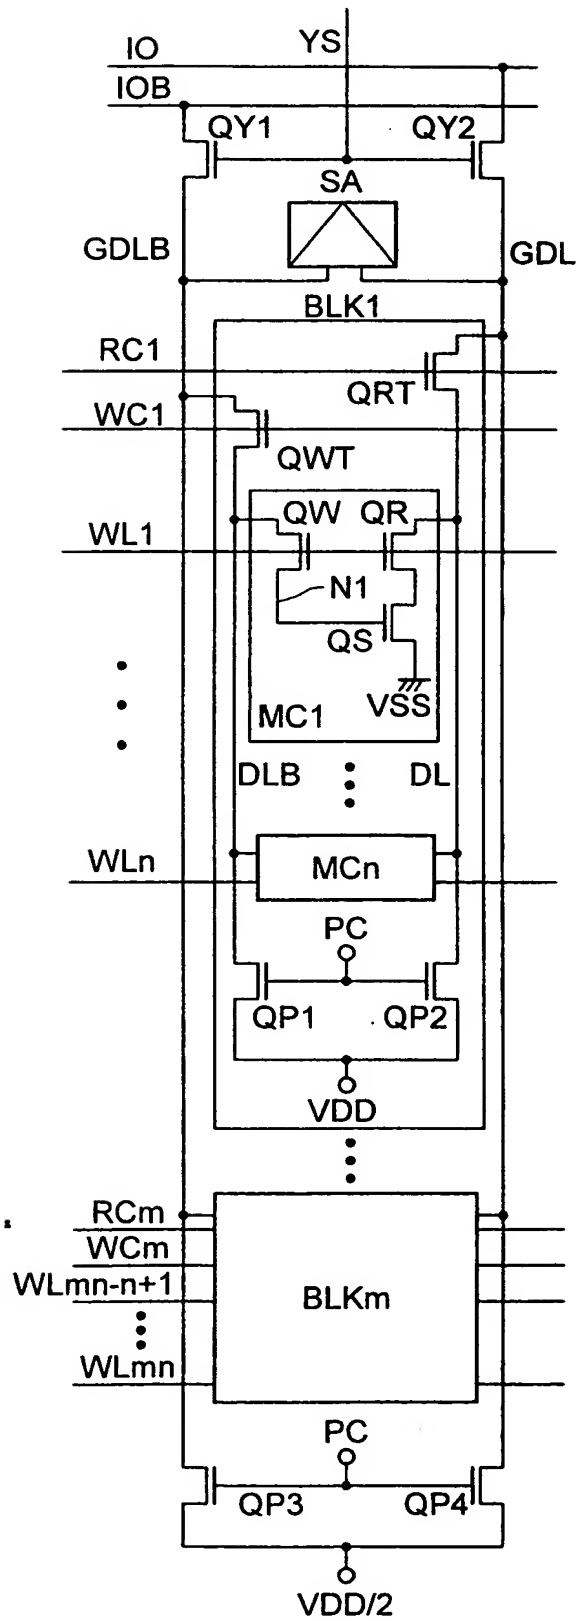 YS
IO
IOB
QY1 QY2
SA
GDLB GDL
BLK1
RC1
QRT
WC1
QWT
QW QR
WL1
N1
QS
VSS
MC1
DLB DL
WLn MCn
PC
QP1 QP2
VDD
RCm
WCm
WLmn-n+1
BLKm
WLmn
PC
QP3 QP4
VDD/2